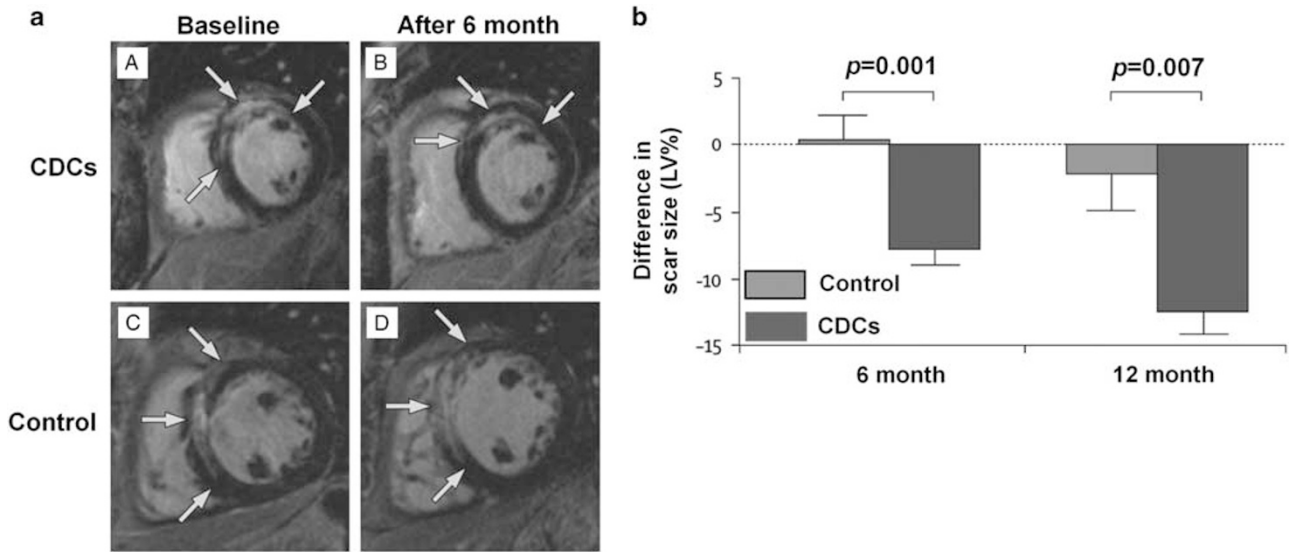 a
Baseline
After 6 month
A
B
CDCs
C
D
Control
b
p=0.001
p=0.007
5
0
−5
−10
−15
Difference in
scar size (LV%)
Control
CDCs
6 month
12 month